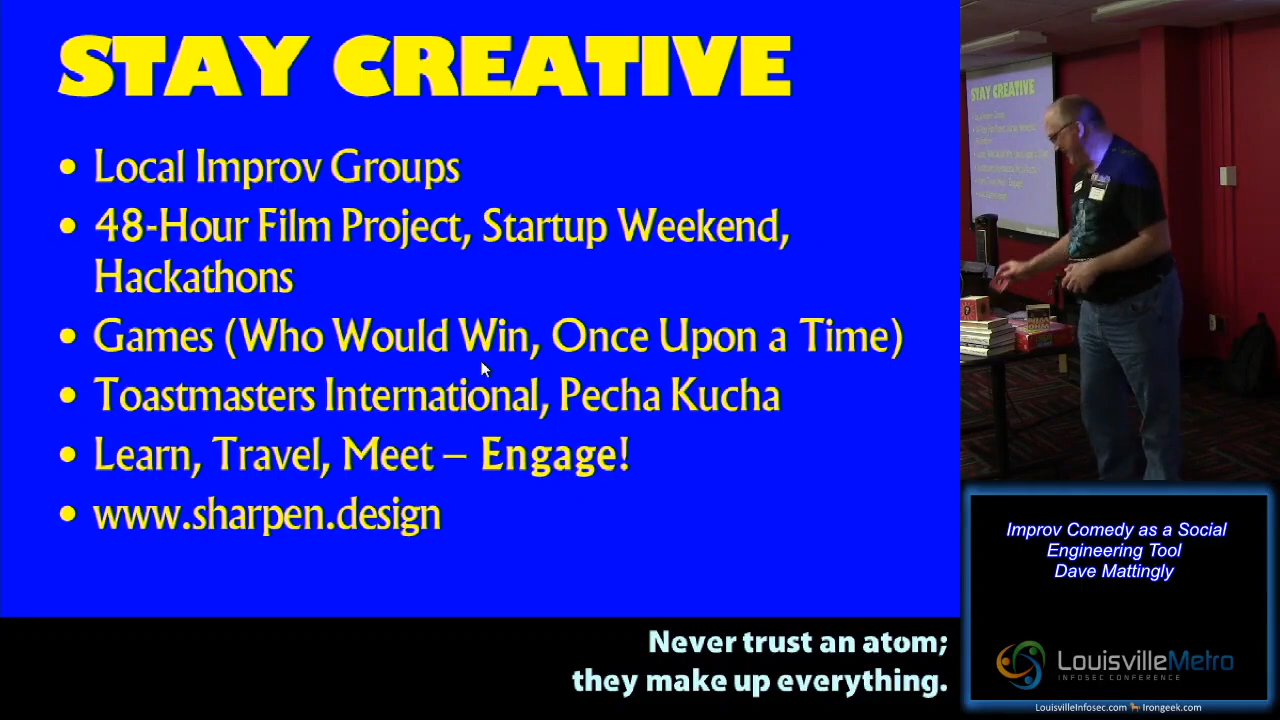 STAY CREATIVE
• Local Improv Groups
• 48-Hour Film Project, Startup Weekend,
Hackathons
• Games (Who Would Win, Once Upon a Time)
• Toastmasters International, Pecha Kucha
• Learn, Travel, Meet – Engage!
• www.sharpen.design
Never trust an atom;
they make up everything.
STAY CREATIVE
Improv Comedy as a Social
Engineering Tool
Dave Mattingly
LouisvilleMetro
INFOSEC CONFERENCE
LouisvilleInfosec.com Irongeek.com